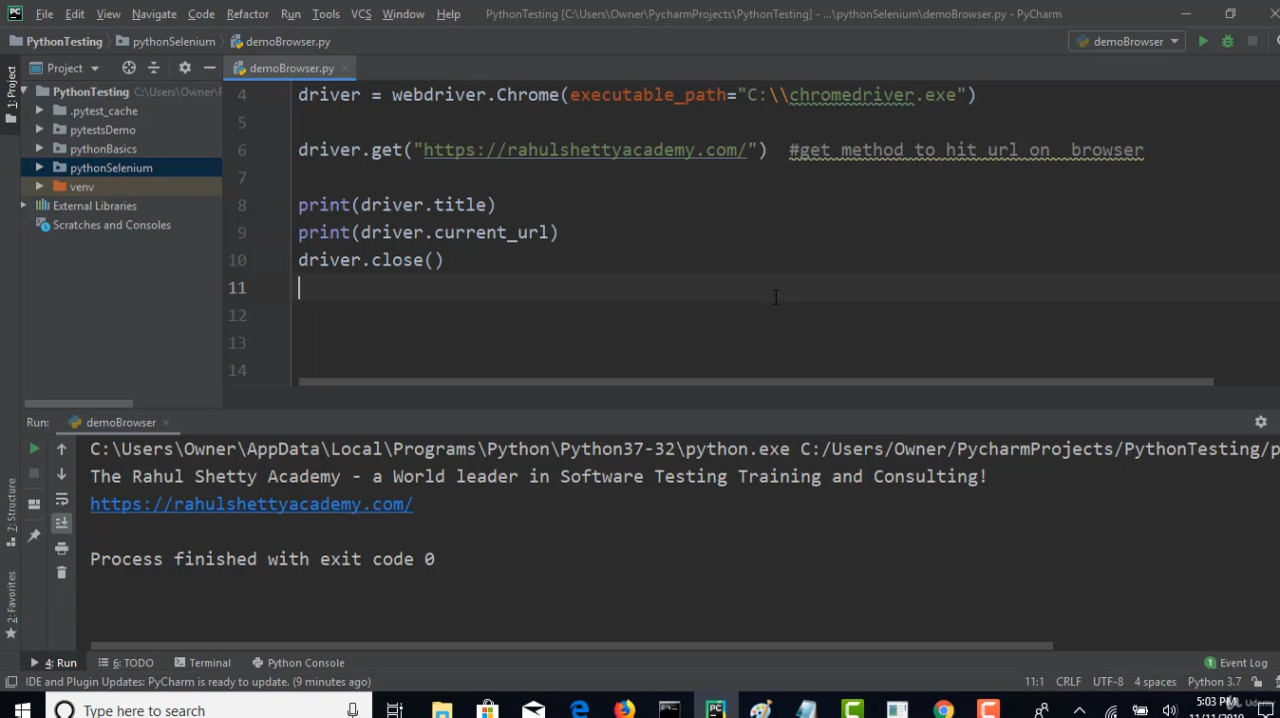 File Edit View Navigate Code Refactor Run Tools VCS Window Help PythonTesting [C:\Users\Owner\PycharmProjects\PythonTesting] - ...\pythonSelenium\demoBrowser.py - PyCharm
PythonTesting pythonSelenium demoBrowser.py demoBrowser
1: Project
Project demoBrowser.py
PythonTesting C:\Users\Owner\
.pytest_cache
pytestsDemo
pythonBasics
pythonSelenium
venv
External Libraries
Scratches and Consoles
4 driver = webdriver.Chrome(executable_path="C:\\chromedriver.exe")
5
6 driver.get("https://rahulshettyacademy.com/") #get method to hit url on browser
7
8 print(driver.title)
9 print(driver.current_url)
10 driver.close()
11
12
13
14
Run: demoBrowser
C:\Users\Owner\AppData\Local\Programs\Python\Python37-32\python.exe C:/Users/Owner/PycharmProjects/PythonTesting/p
The Rahul Shetty Academy - a World leader in Software Testing Training and Consulting!
https://rahulshettyacademy.com/
Process finished with exit code 0
7: Structure
2: Favorites
4: Run 6: TODO Terminal Python Console 1 Event Log
IDE and Plugin Updates: PyCharm is ready to update. (9 minutes ago) 11:1 CRLF UTF-8 4 spaces Python 3.7
Type here to search 5:03 PM